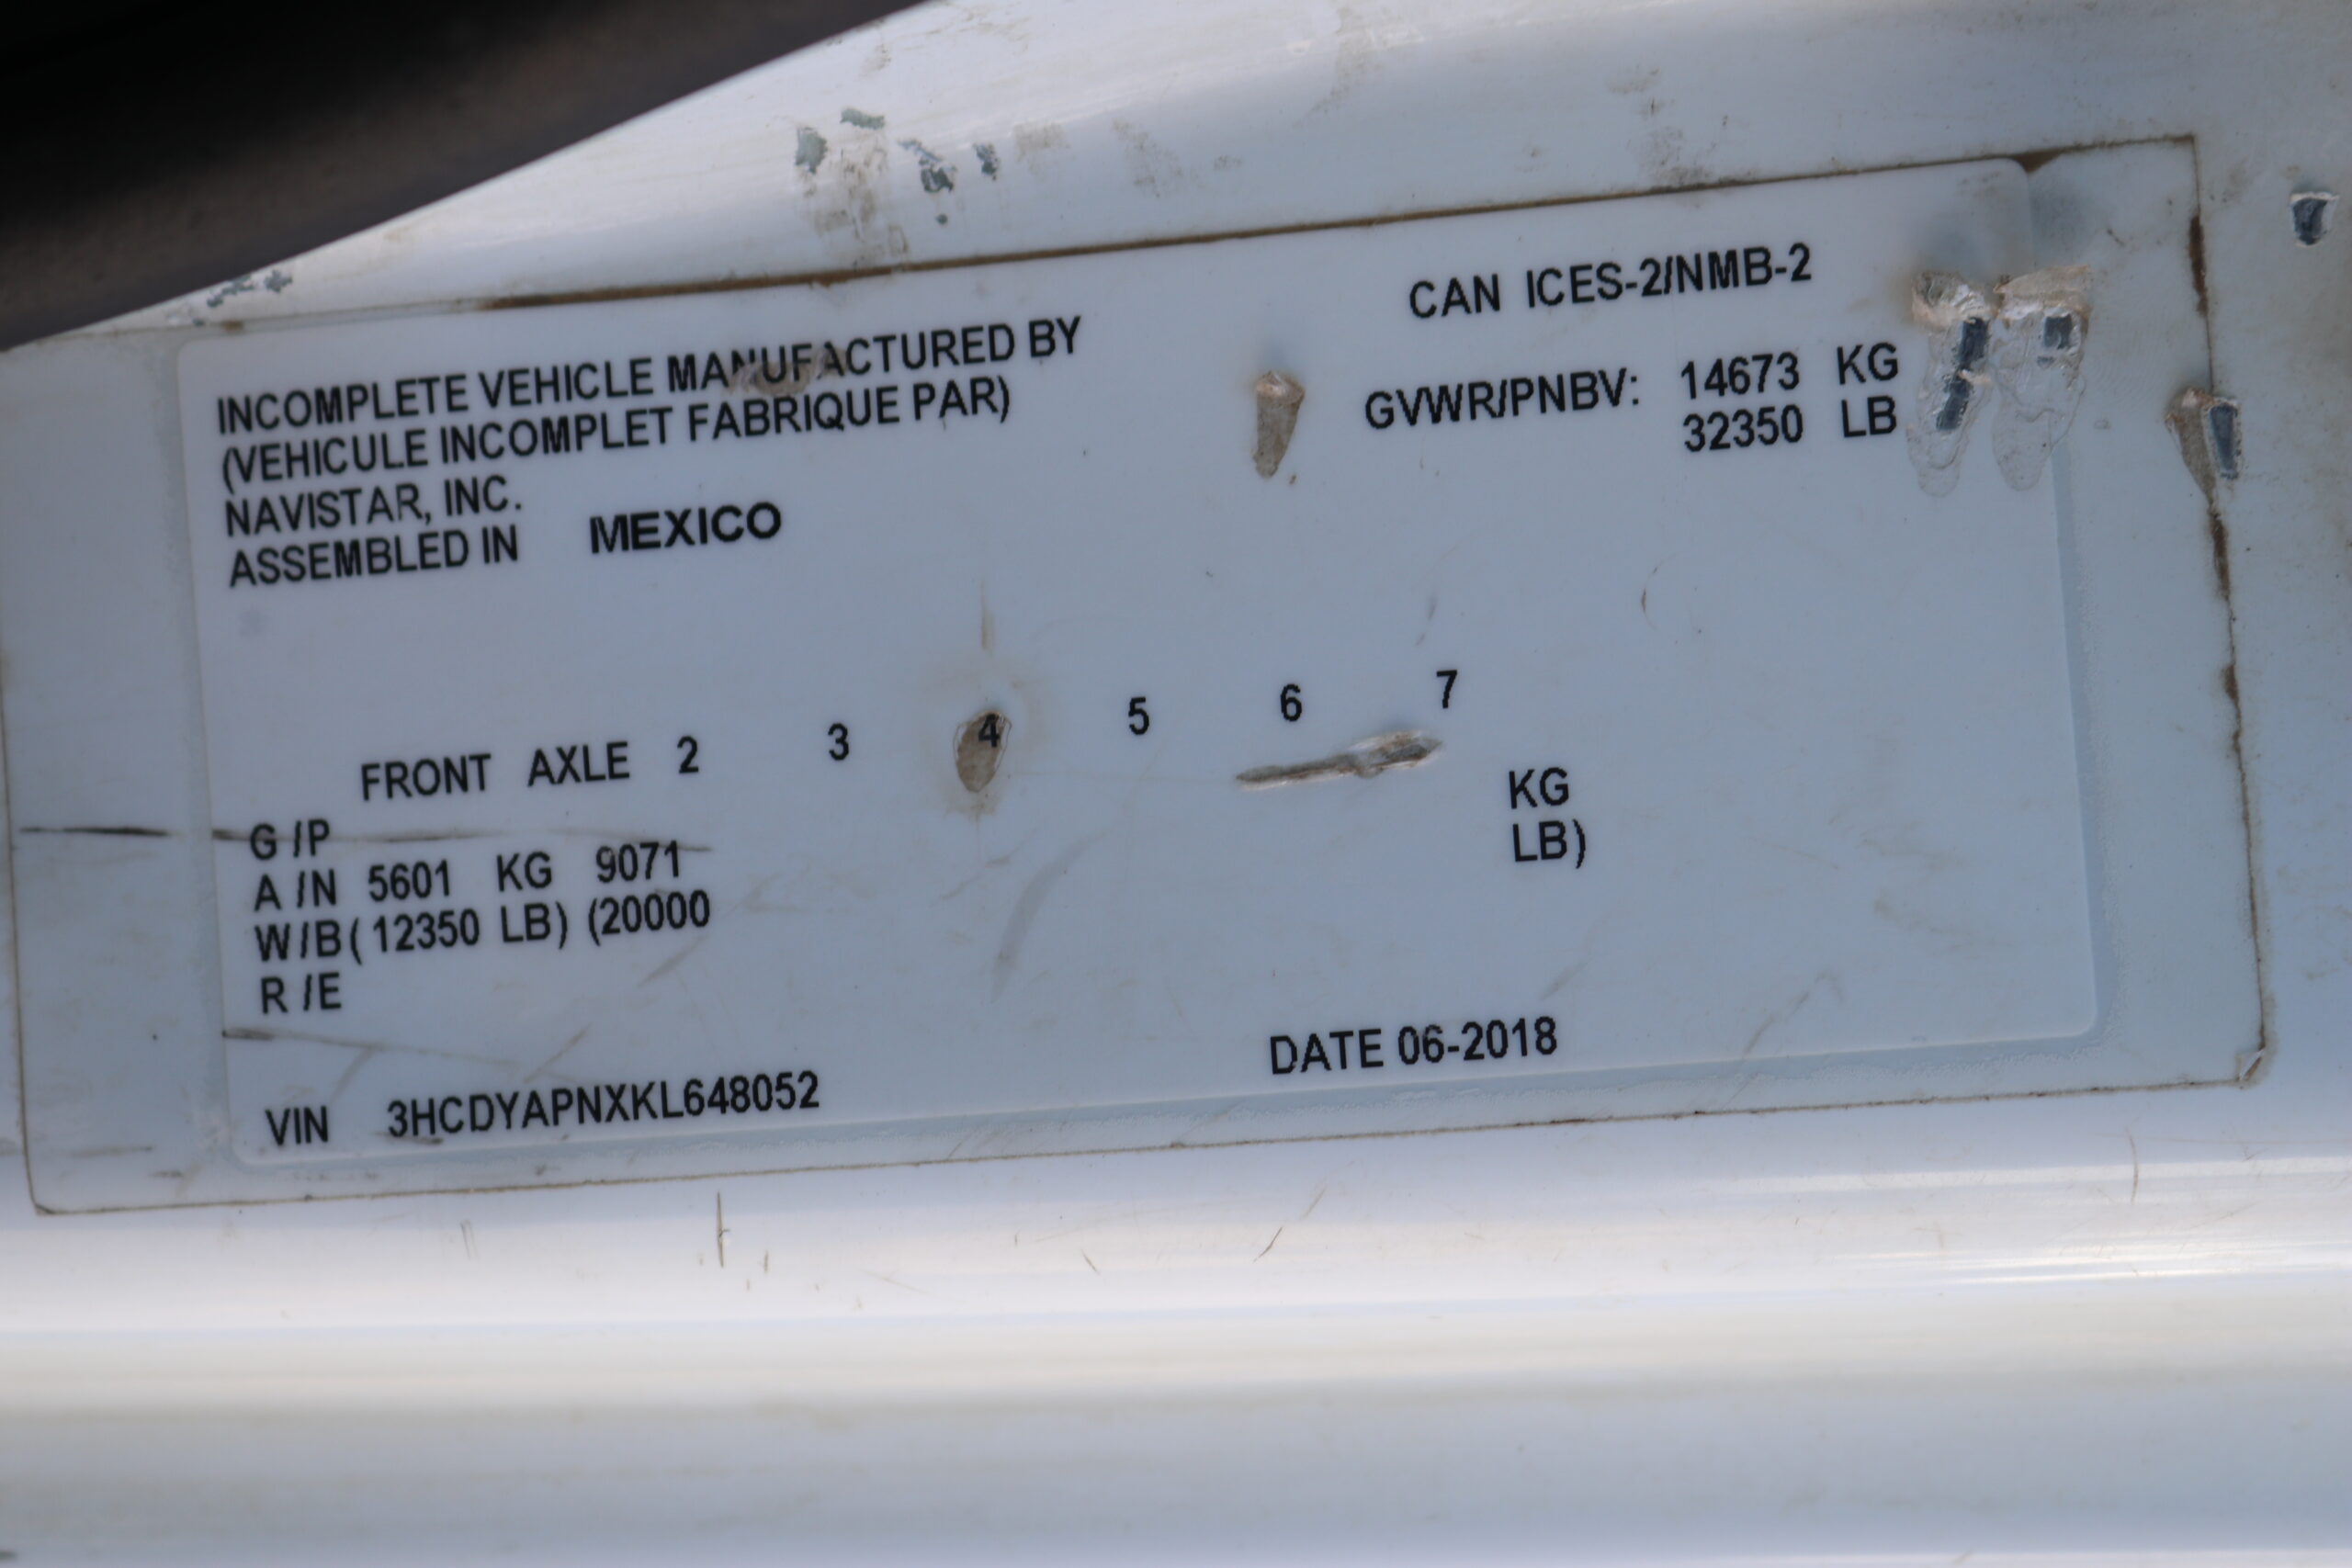 INCOMPLETE VEHICLE MANUFACTURED BY
(VEHICULE INCOMPLET FABRIQUE PAR)
NAVISTAR, INC.
ASSEMBLED IN MEXICO
CAN ICES-2/NMB-2
GVWR/PNBV: 14673 KG
32350 LB
FRONT AXLE 2 3 4 5 6 7
G /P
A /N 5601 KG 9071 KG
W/B( 12350 LB) (20000 LB)
R /E
VIN 3HCDYAPNXKL648052
DATE 06-2018